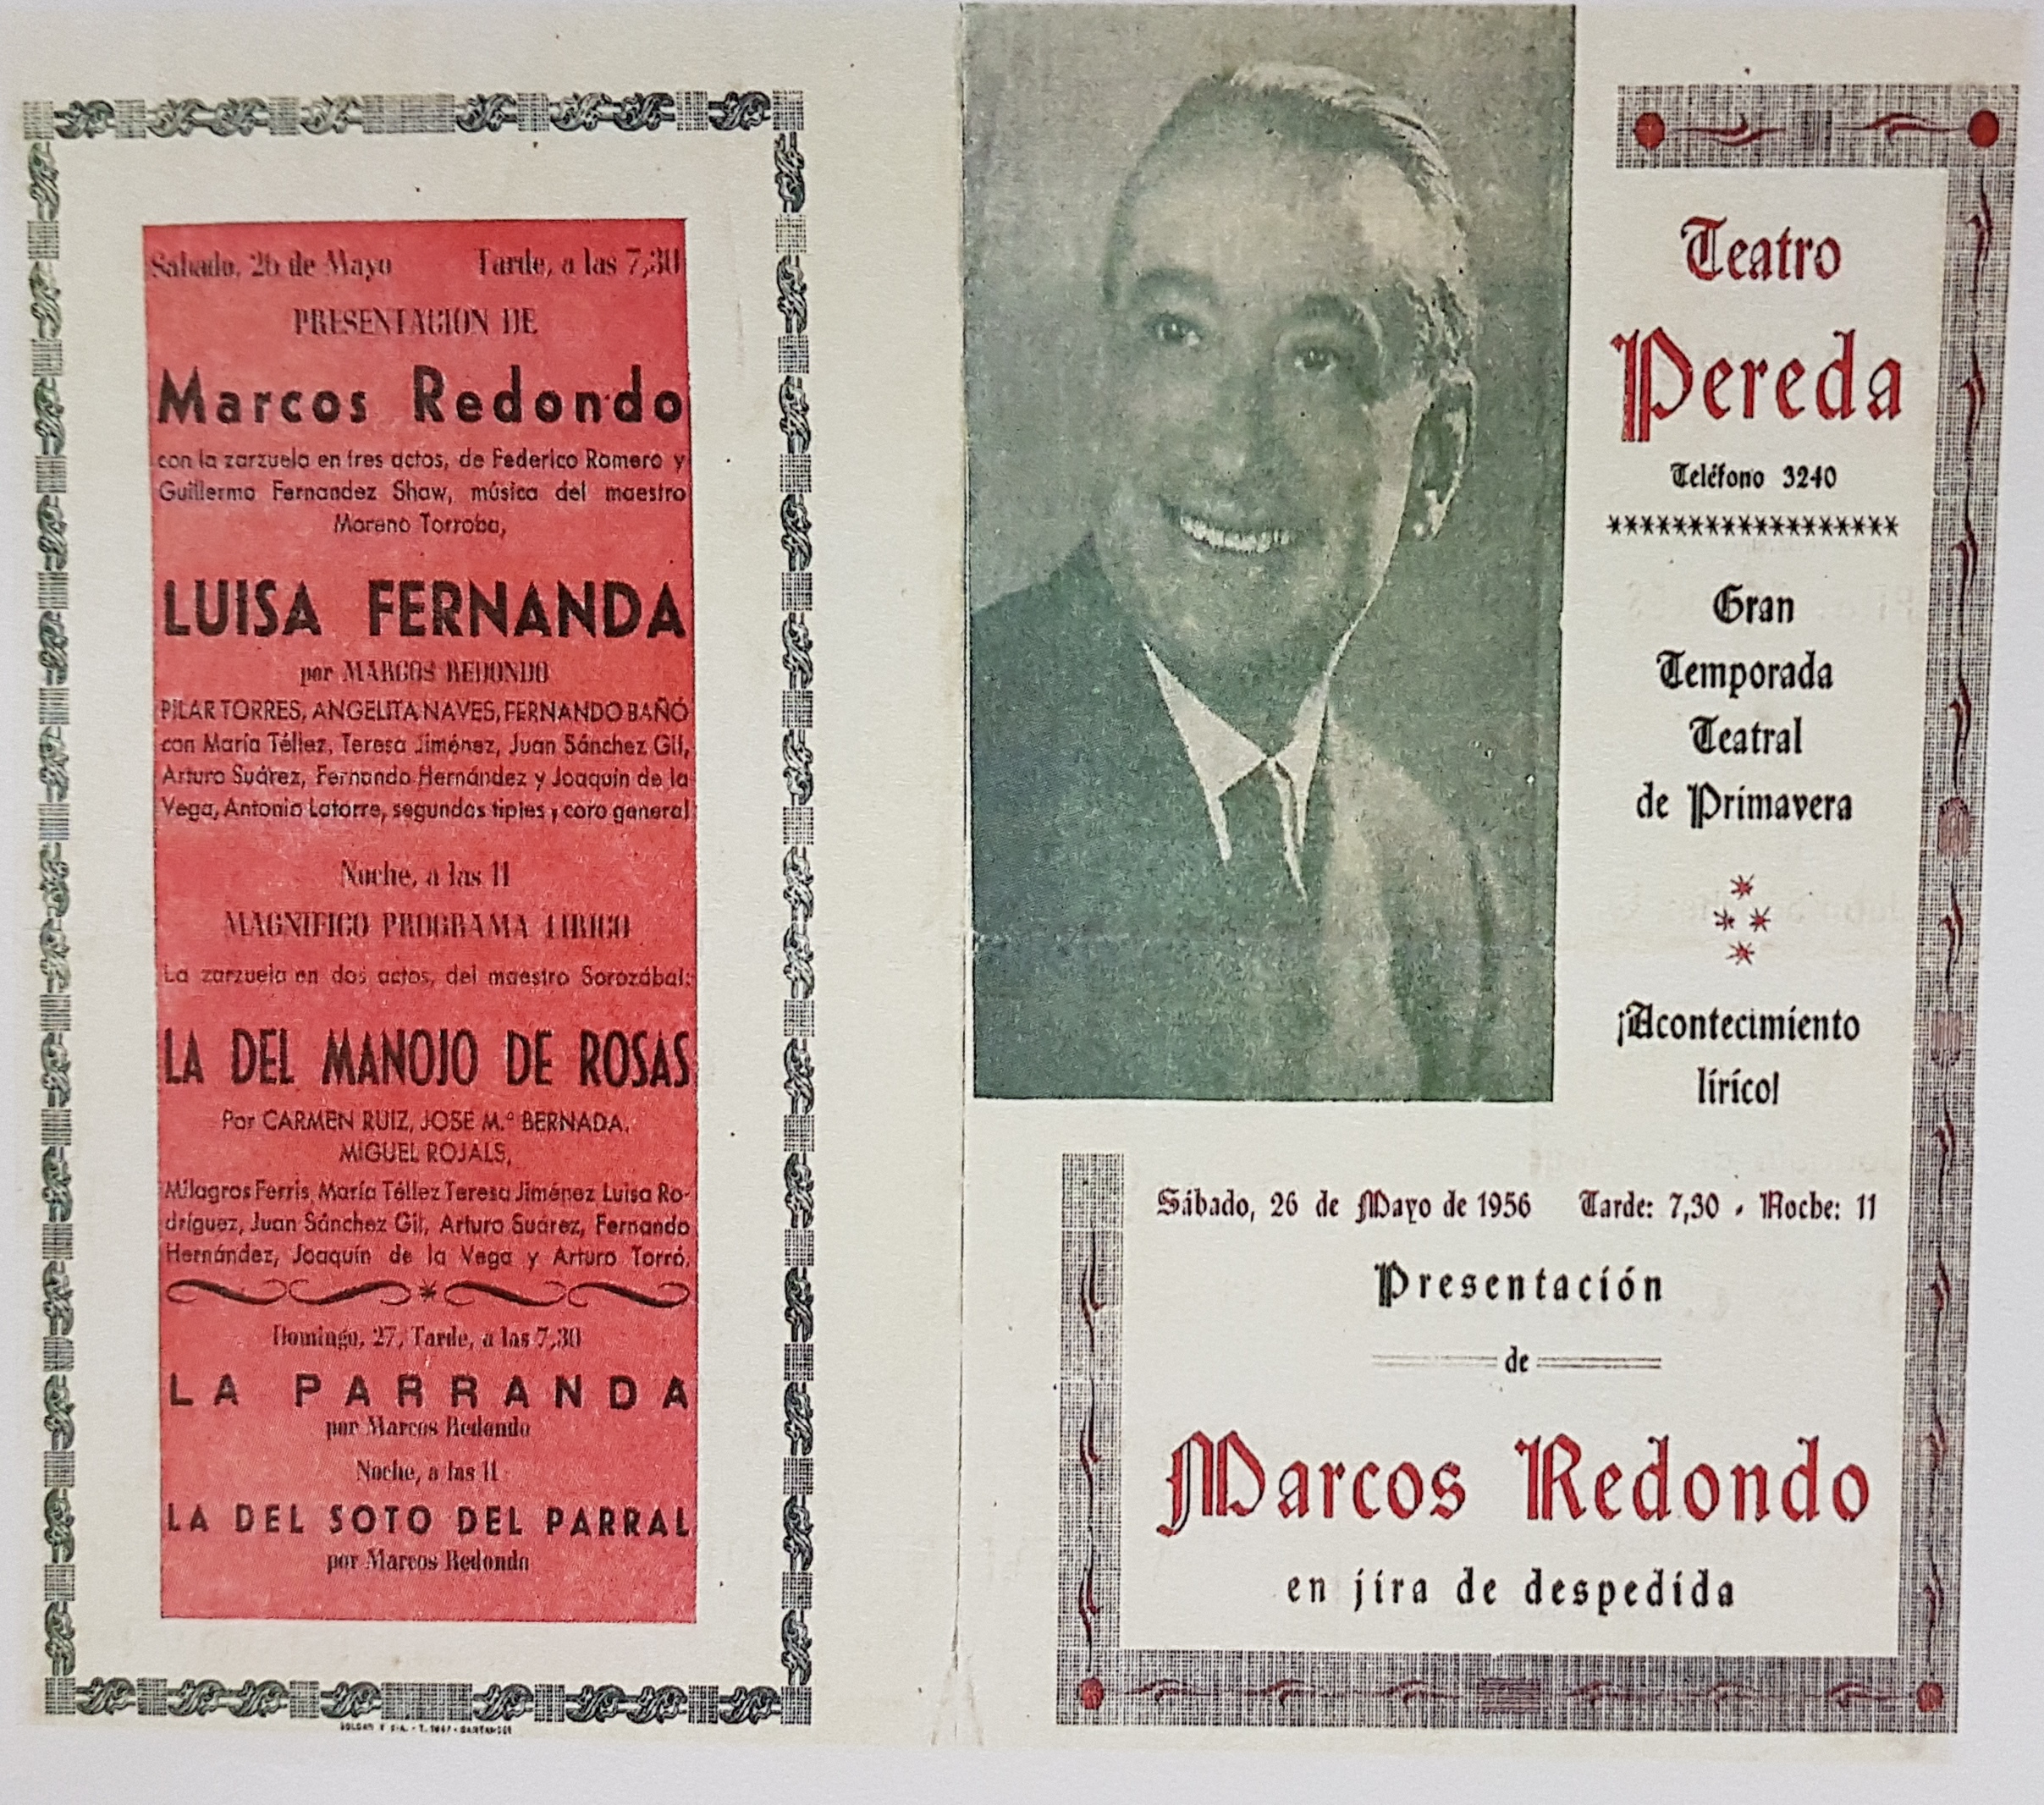 Sábado, 26 de Mayo Tarde, a las 7,30
PRESENTACION DE
Marcos Redondo
con la zarzuela en tres actos, de Federico Romero y
Guillermo Fernandez Shaw, música del maestro
Moreno Torroba,
LUISA FERNANDA
por MARCOS REDONDO
PILAR TORRES, ANGELITA NAVES, FERNANDO BAÑÓ
con María Téllez, Teresa Jiménez, Juan Sánchez Gil,
Arturo Suárez, Fernando Hernández y Joaquin de la
Vega, Antonio Latorre, segundas tiples y coro general
Noche, a las 11
MAGNIFICO PROGRAMA LIRICO
La zarzuela en dos actos, del maestro Sorozábal:
LA DEL MANOJO DE ROSAS
Por CARMEN RUIZ, JOSE M.ª BERNADA,
MIGUEL ROJALS,
Milagros Ferris, María Téllez Teresa Jiménez Luisa Ro-
dríguez, Juan Sánchez Gil, Arturo Suárez, Fernando
Hernández, Joaquín de la Vega y Arturo Torró.
Domingo, 27, Tarde, a las 7,30
LA PARRANDA
por Marcos Redondo
Noche, a las 11
LA DEL SOTO DEL PARRAL
por Marcos Redondo
SANTANDER
Teatro
Pereda
Teléfono 3240
******************
Gran
Temporada
Teatral
de Primavera
¡Acontecimiento
lírico!
Sábado, 26 de Mayo de 1956 Tarde: 7,30 - Noche: 11
Presentación
de
Marcos Redondo
en jira de despedida